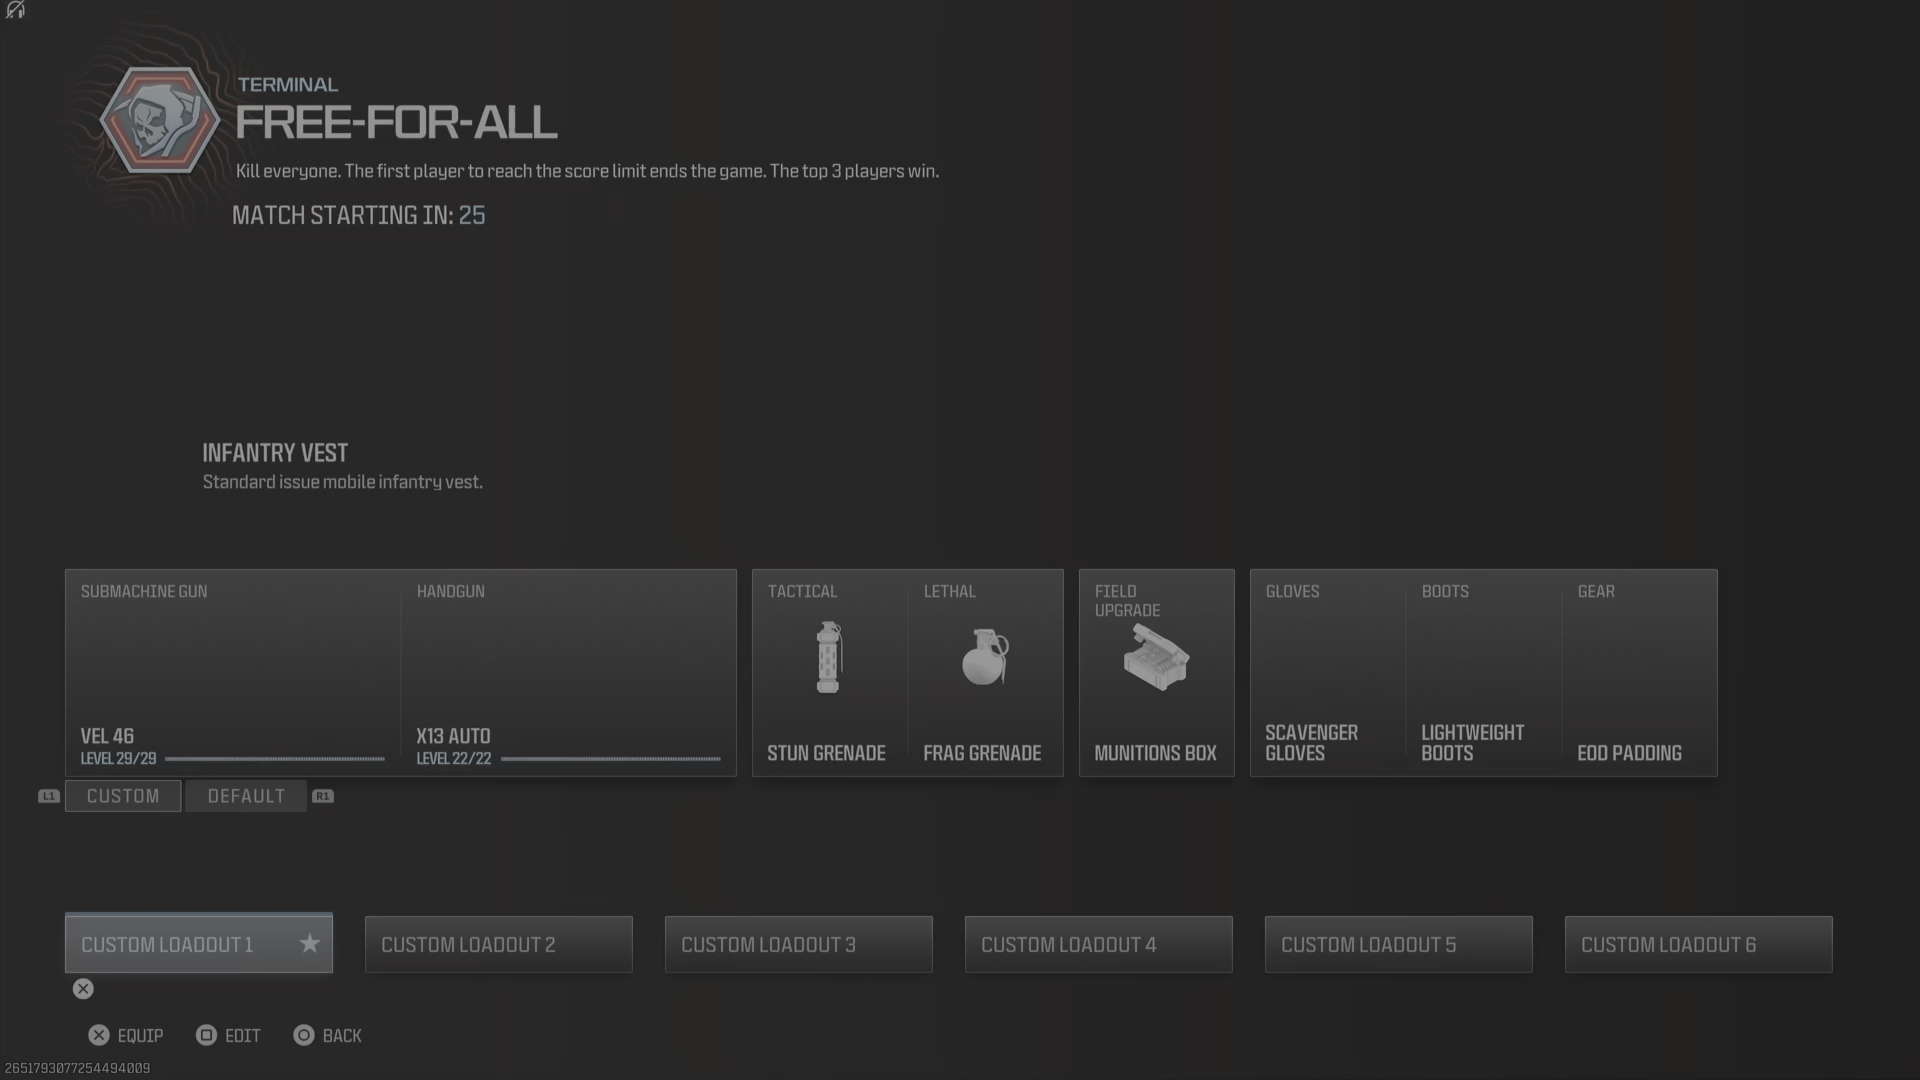 TERMINAL
FREE-FOR-ALL
Kill everyone. The first player to reach the score limit ends the game. The top 3 players win.
MATCH STARTING IN: 25
INFANTRY VEST
Standard issue mobile infantry vest.
SUBMACHINE GUN
VEL 46
LEVEL 29/29
HANDGUN
X13 AUTO
LEVEL 22/22
TACTICAL
STUN GRENADE
LETHAL
FRAG GRENADE
FIELD
UPGRADE
MUNITIONS BOX
GLOVES
SCAVENGER
GLOVES
BOOTS
LIGHTWEIGHT
BOOTS
GEAR
EOD PADDING
L1 CUSTOM DEFAULT R1
CUSTOM LOADOUT 1
CUSTOM LOADOUT 2
CUSTOM LOADOUT 3
CUSTOM LOADOUT 4
CUSTOM LOADOUT 5
CUSTOM LOADOUT 6
EQUIP EDIT BACK
2651793077254494009